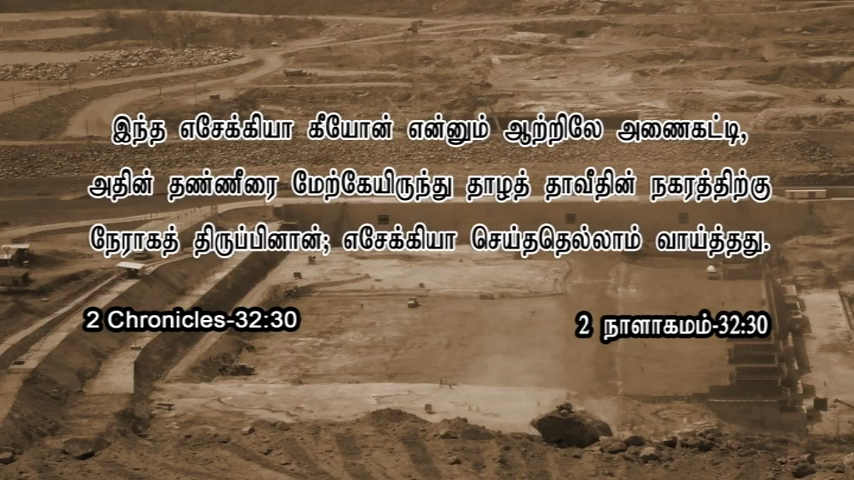 இந்த எசேக்கியா கீயோன் என்னும் ஆற்றிலே அணைகட்டி,
அதின் தண்ணீரை மேற்கேயிருந்து தாழத் தாவீதின் நகரத்திற்கு
நேராகத் திருப்பினான்; எசேக்கியா செய்ததெல்லாம் வாய்த்தது.
2 Chronicles-32:30
2 நாளாகமம்-32:30